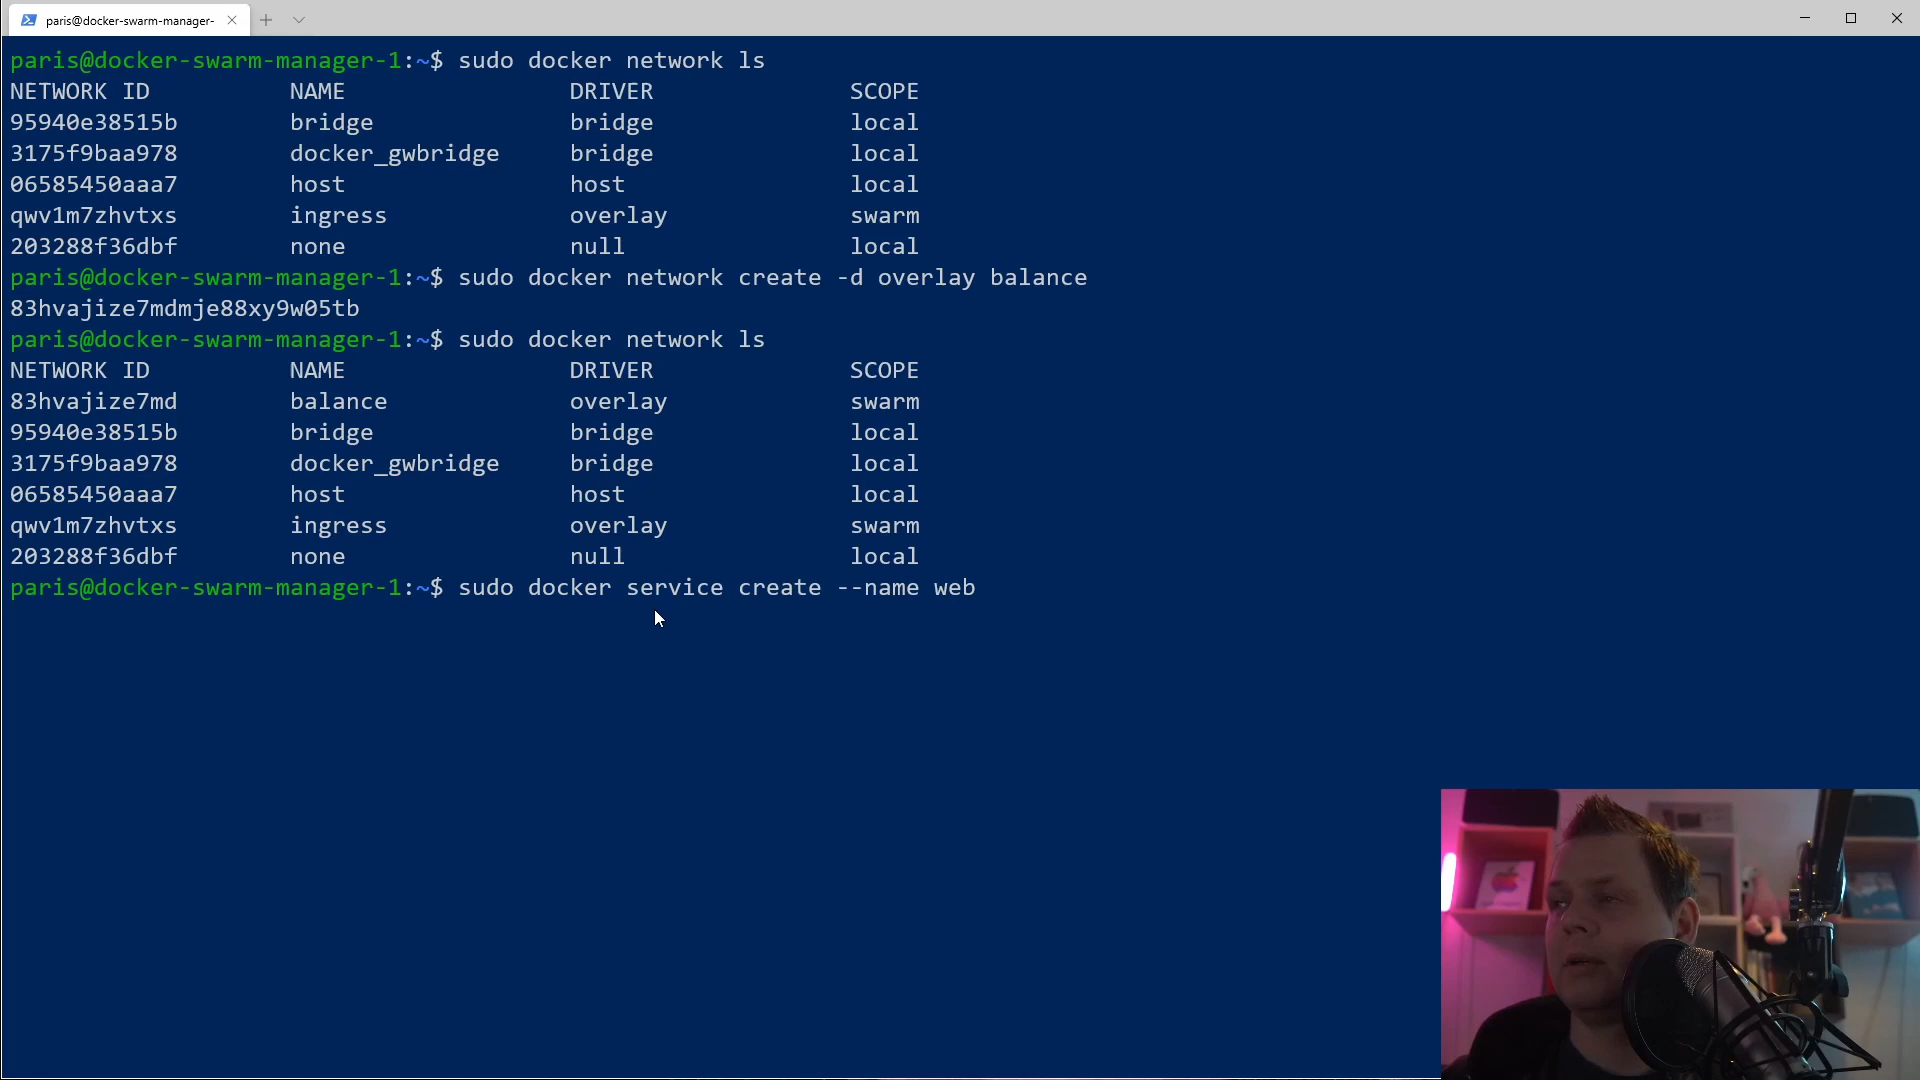 paris@docker-swarm-manager-
paris@docker-swarm-manager-1:~$ sudo docker network ls
NETWORK ID NAME DRIVER SCOPE
95940e38515b bridge bridge local
3175f9baa978 docker_gwbridge bridge local
06585450aaa7 host host local
qwv1m7zhvtxs ingress overlay swarm
203288f36dbf none null local
paris@docker-swarm-manager-1:~$ sudo docker network create -d overlay balance
83hvajize7mdmje88xy9w05tb
paris@docker-swarm-manager-1:~$ sudo docker network ls
NETWORK ID NAME DRIVER SCOPE
83hvajize7md balance overlay swarm
95940e38515b bridge bridge local
3175f9baa978 docker_gwbridge bridge local
06585450aaa7 host host local
qwv1m7zhvtxs ingress overlay swarm
203288f36dbf none null local
paris@docker-swarm-manager-1:~$ sudo docker service create --name web